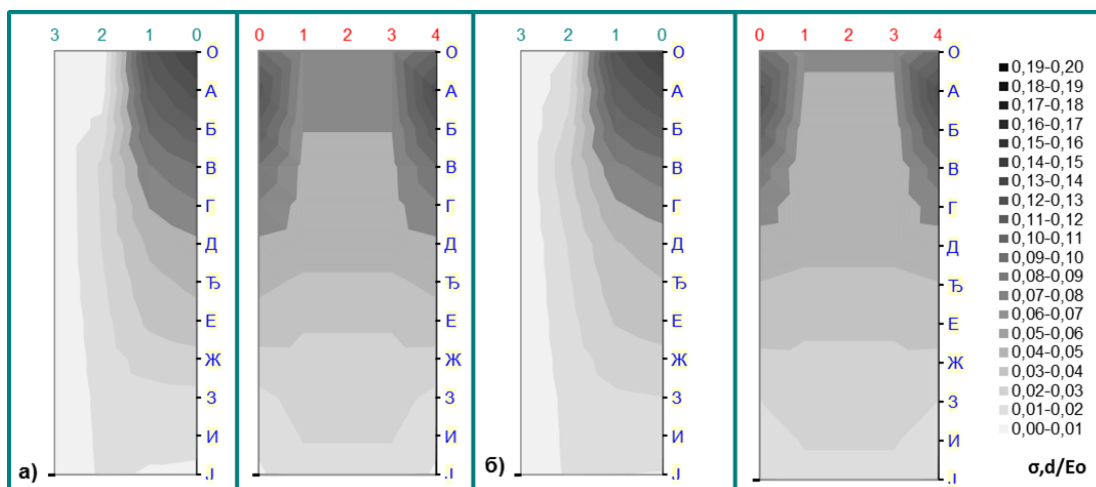 3 2 1 0
0 1 2 3 4
3 2 1 0
0 1 2 3 4
О
А
Б
В
Г
Д
Ђ
Е
Ж
З
И
Ј
О
А
Б
В
Г
Д
Ђ
Е
Ж
З
И
Ј
О
А
Б
В
Г
Д
Ђ
Е
Ж
З
И
Ј
О
А
Б
В
Г
Д
Ђ
Е
Ж
З
И
Ј
0,19-0,20
0,18-0,19
0,17-0,18
0,16-0,17
0,15-0,16
0,14-0,15
0,13-0,14
0,12-0,13
0,11-0,12
0,10-0,11
0,09-0,10
0,08-0,09
0,07-0,08
0,06-0,07
0,05-0,06
0,04-0,05
0,03-0,04
0,02-0,03
0,01-0,02
0,00-0,01
а)
б)
σ,d/Eo